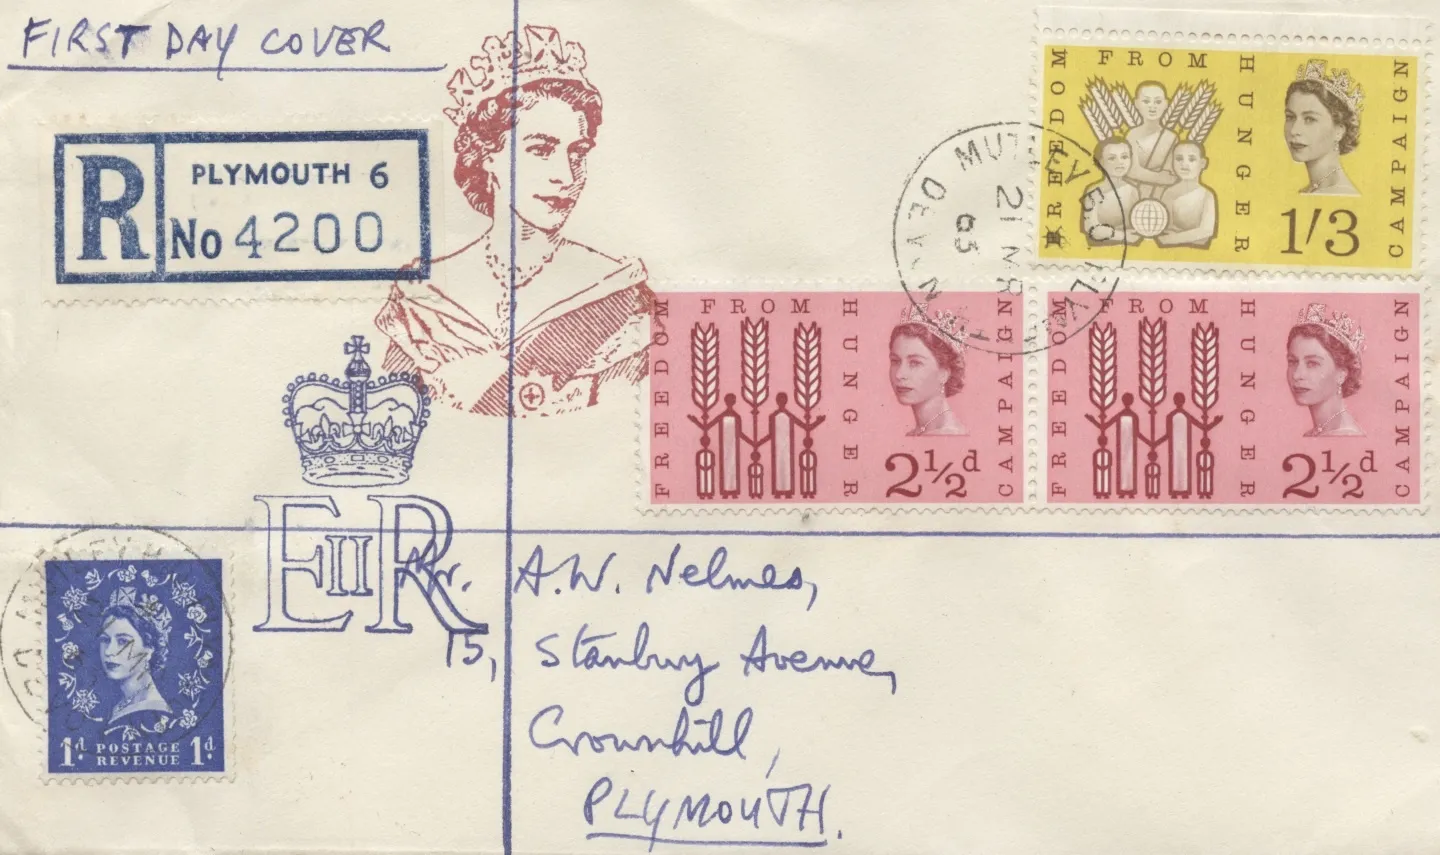 FIRST DAY COVER
R
PLYMOUTH 6
No 4200
FREEDOM FROM HUNGER CAMPAIGN
1/3
MUTLEY B.O.
21 MR
63
FREEDOM FROM HUNGER CAMPAIGN
2½d
FREEDOM FROM HUNGER CAMPAIGN
2½d
EIIR
Mr. A.W. Nelmes,
15, Stanbury Avenue,
Crownhill,
PLYMOUTH.
1d POSTAGE 1d
REVENUE